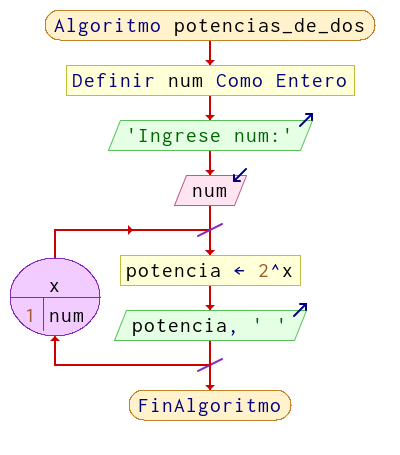 Algoritmo potencias_de_dos
Definir num Como Entero
'Ingrese num:'
num
x
1 num
potencia ← 2^x
potencia, ' '
FinAlgoritmo